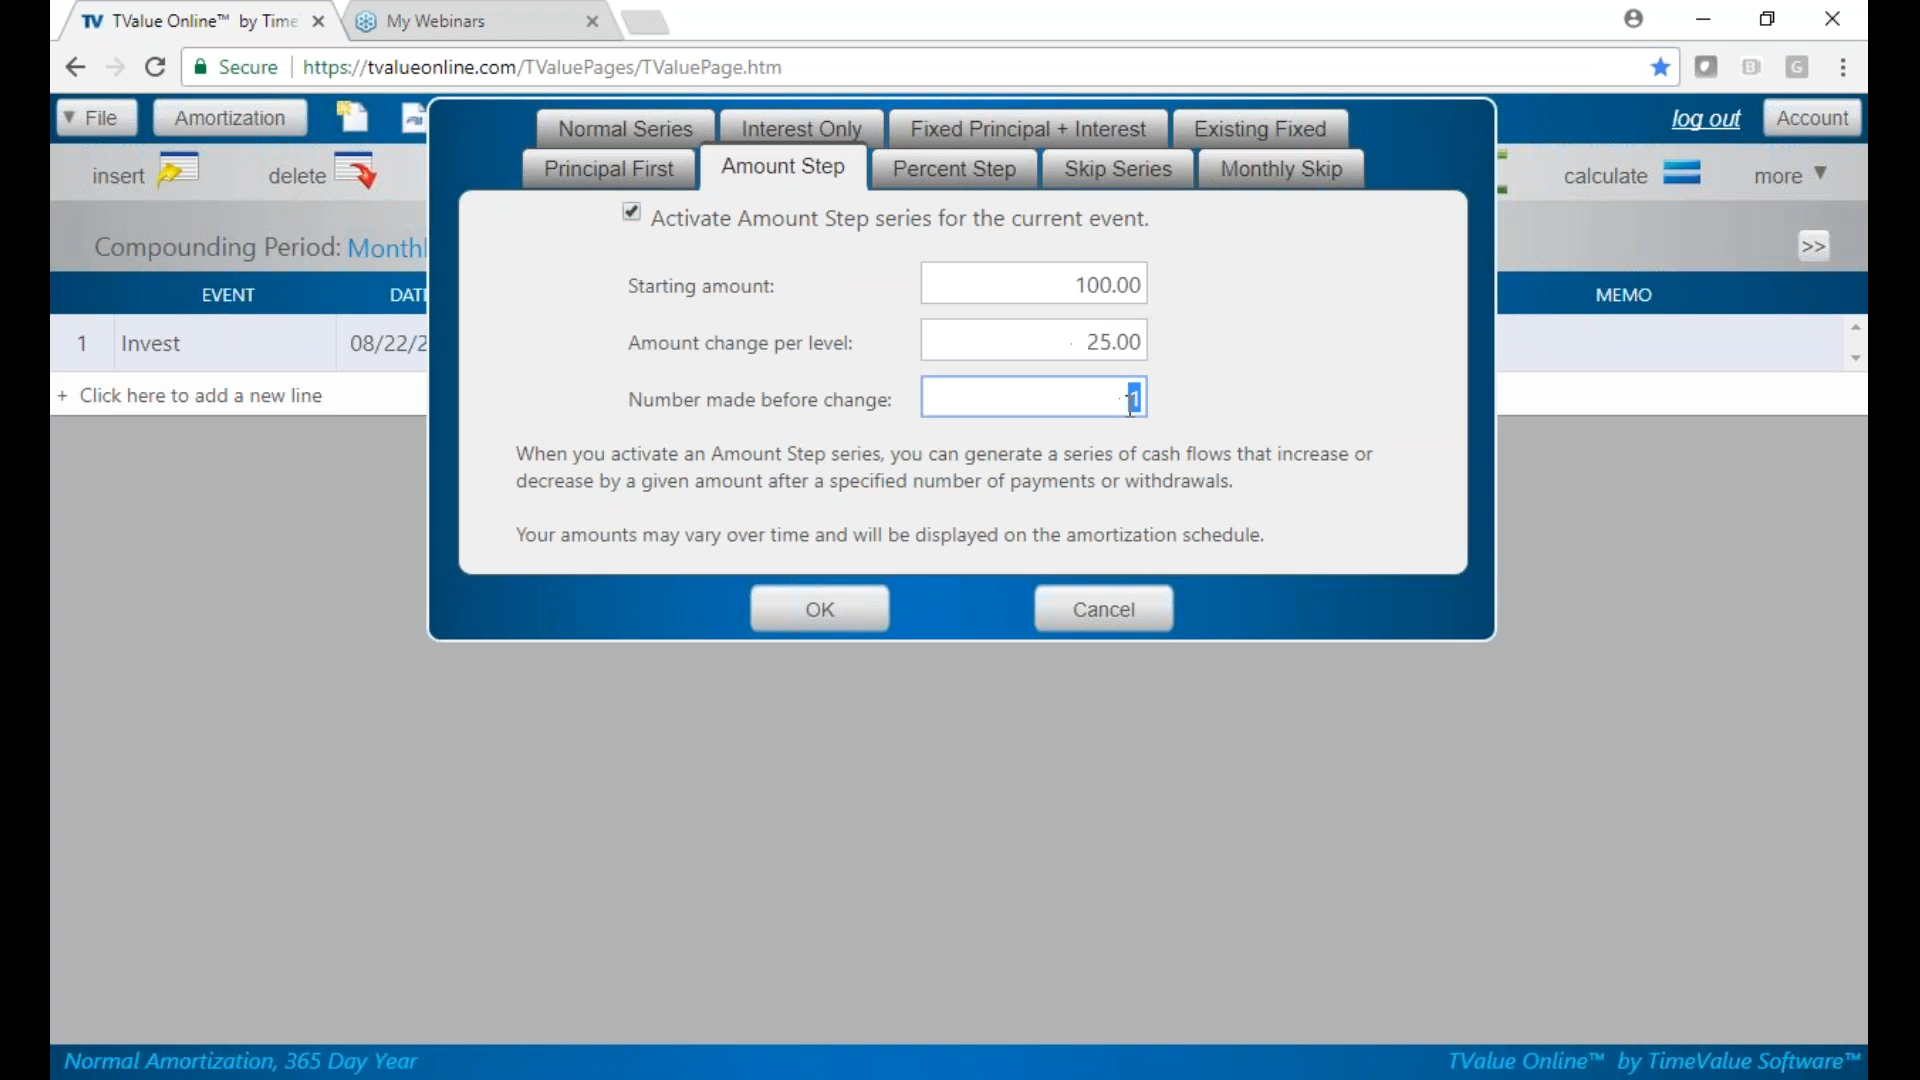 TV TValue Online™ by Time
My Webinars
Secure https://tvalueonline.com/TValuePages/TValuePage.htm
File Amortization log out Account
insert delete calculate more
Normal Series Interest Only Fixed Principal + Interest Existing Fixed
Principal First Amount Step Percent Step Skip Series Monthly Skip
Compounding Period: Monthl >>
EVENT DATE MEMO
1 Invest 08/22/2
+ Click here to add a new line
Activate Amount Step series for the current event.
Starting amount: 100.00
Amount change per level: 25.00
Number made before change: 1
When you activate an Amount Step series, you can generate a series of cash flows that increase or
decrease by a given amount after a specified number of payments or withdrawals.
Your amounts may vary over time and will be displayed on the amortization schedule.
OK Cancel
Normal Amortization, 365 Day Year TValue Online™ by TimeValue Software™